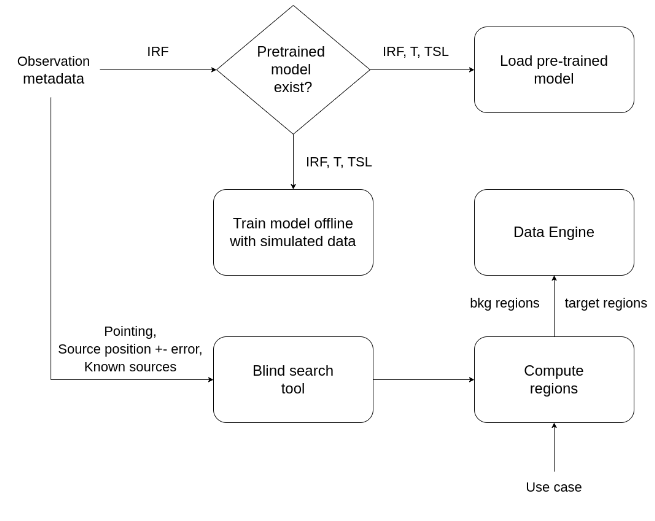 Observation
metadata
IRF
Pretrained
model
exist?
IRF, T, TSL
Load pre-trained
model
IRF, T, TSL
Train model offline
with simulated data
Data Engine
bkg regions
target regions
Pointing,
Source position +- error,
Known sources
Blind search
tool
Compute
regions
Use case